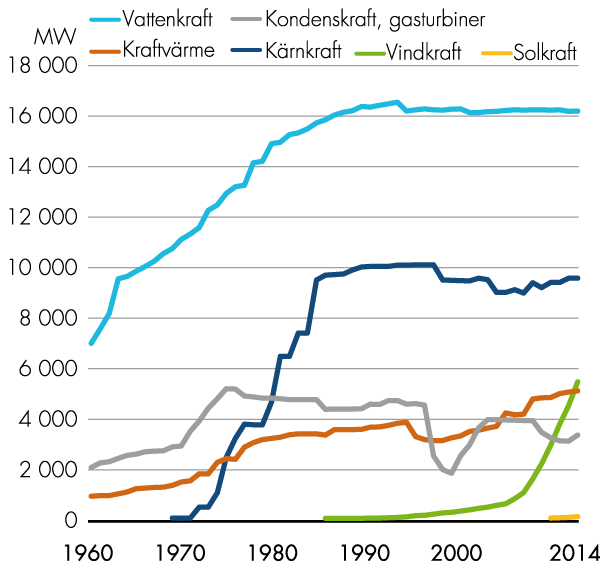 MW
Vattenkraft Kondenskraft, gasturbiner
Kraftvärme Kärnkraft Vindkraft Solkraft
18 000
16 000
14 000
12 000
10 000
8 000
6 000
4 000
2 000
0
1960 1970 1980 1990 2000 2014